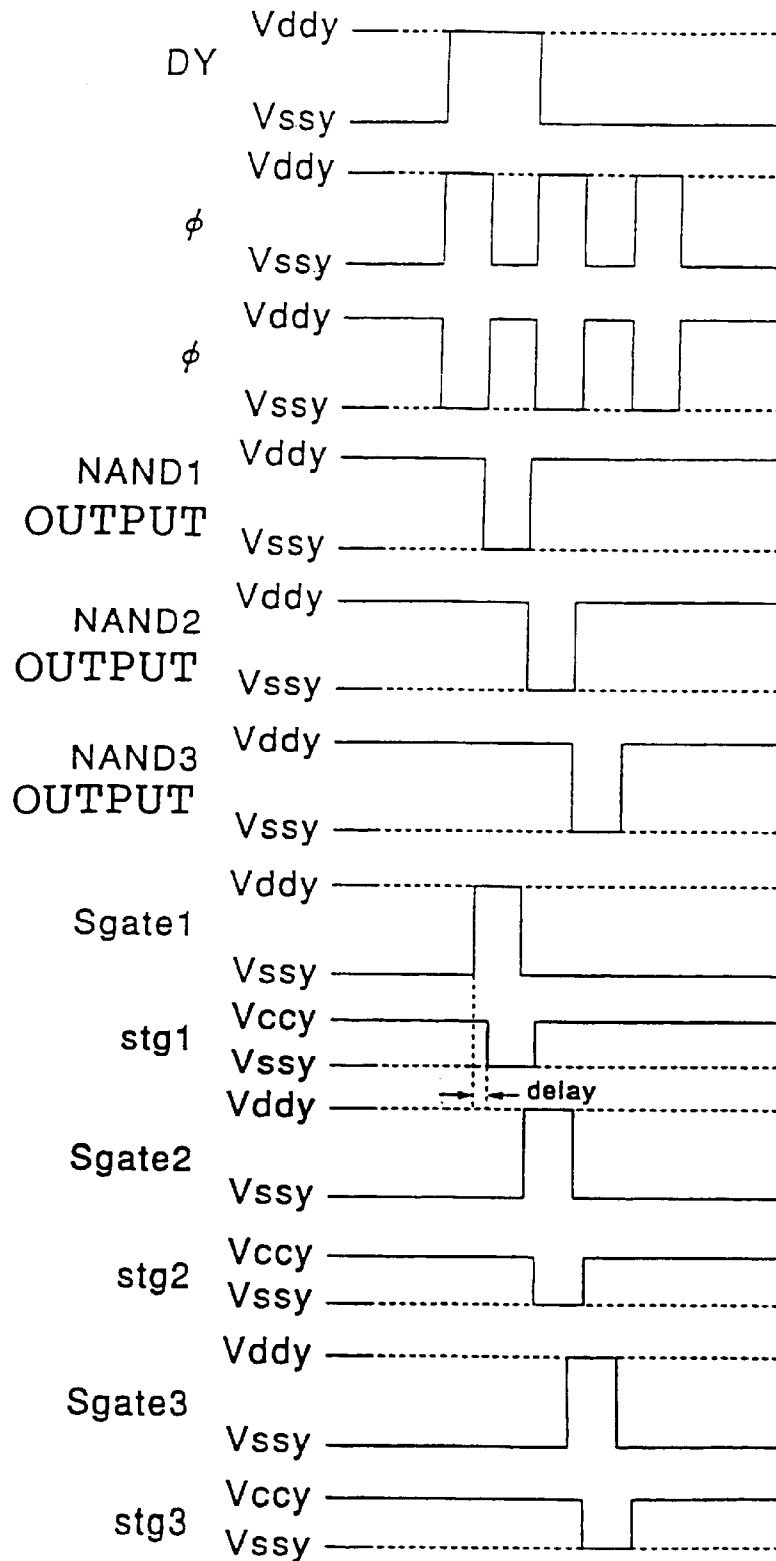 Vddy
DY
Vssy
Vddy
ϕ
Vssy
Vddy
ϕ
Vssy
Vddy
NAND1
OUTPUT
Vssy
Vddy
NAND2
OUTPUT
Vssy
Vddy
NAND3
OUTPUT
Vssy
Vddy
Sgate1
Vssy
Vccy
stg1
Vssy
delay
Vddy
Sgate2
Vssy
Vccy
stg2
Vssy
Vddy
Sgate3
Vssy
Vccy
stg3
Vssy